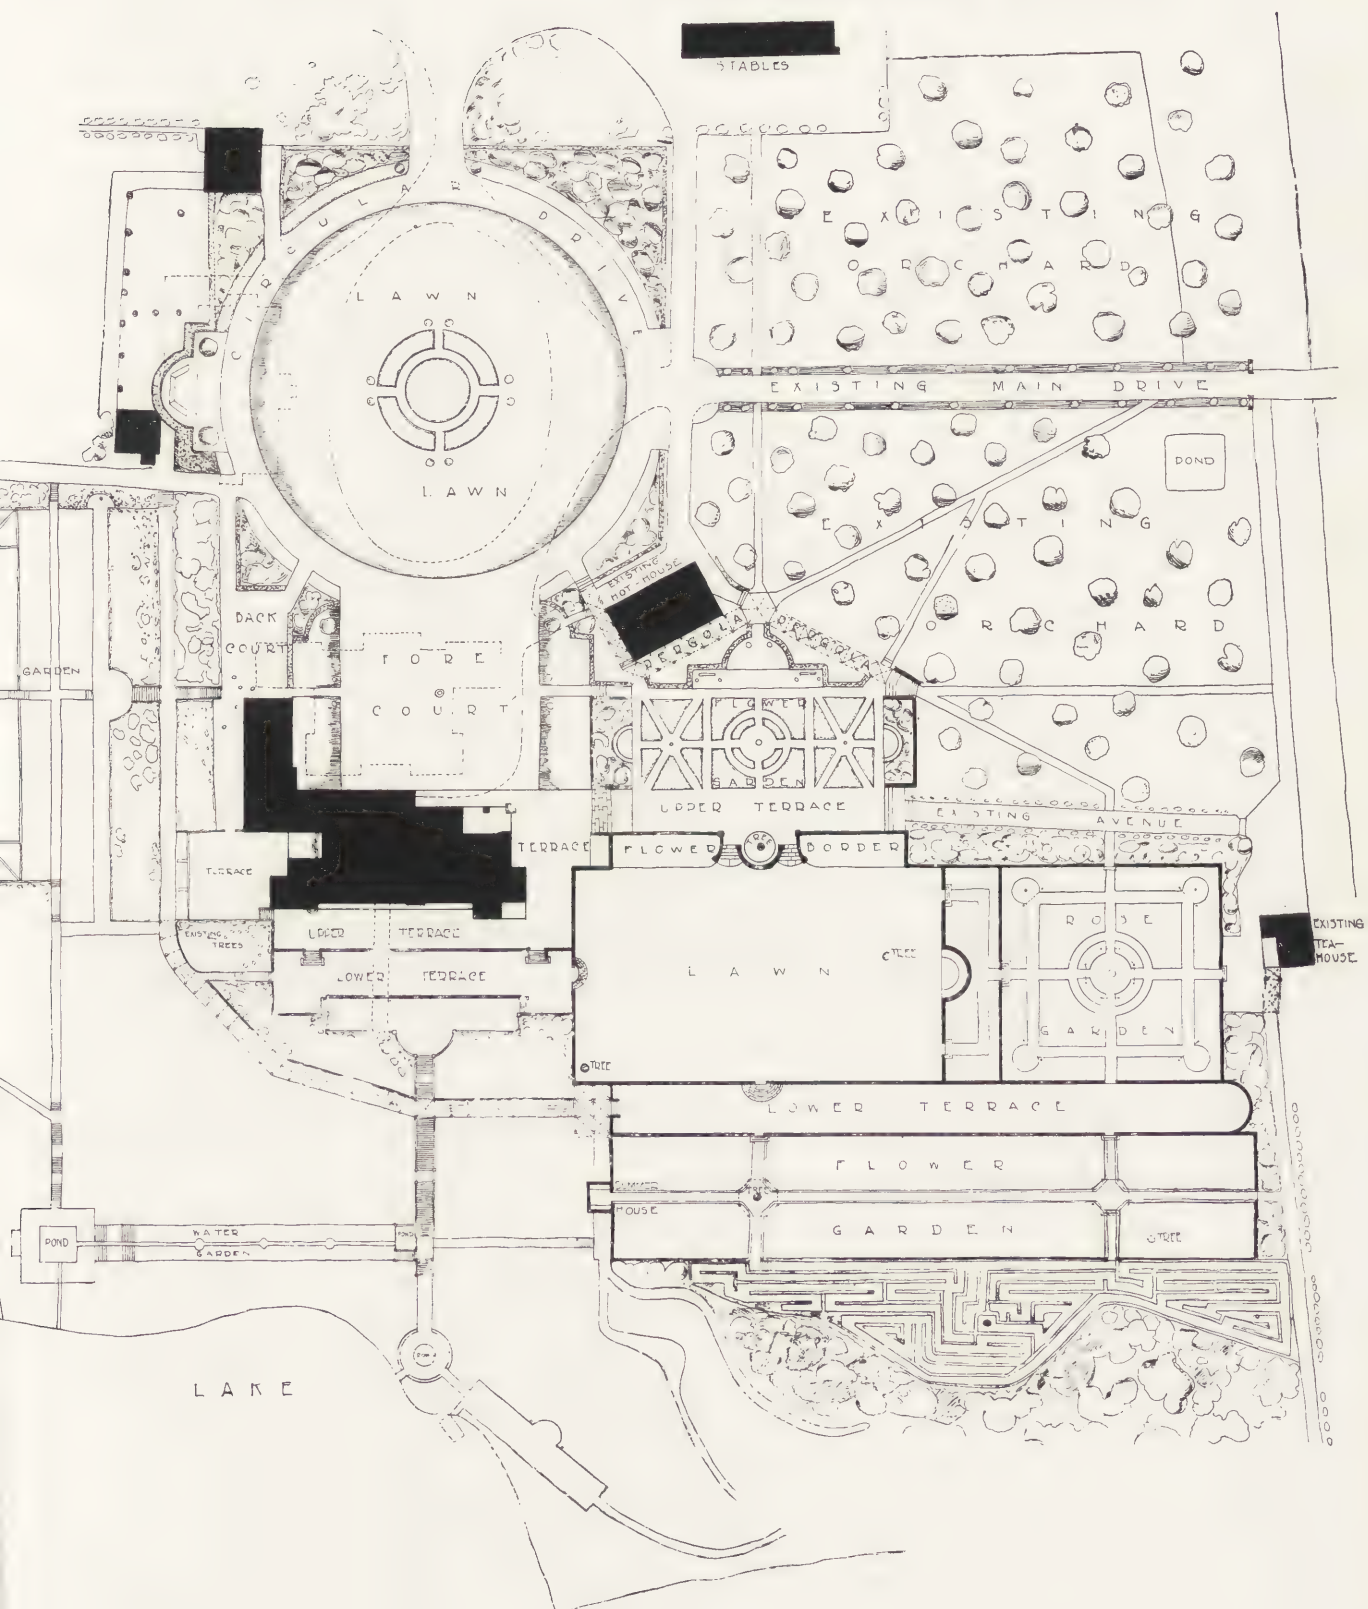 STABLES
CIRCULAR DRIVE
EXISTING
ORCHARD
LAWN
EXISTING MAIN DRIVE
LAWN
POND
EXISTING
EXISTING
HOT-HOUSE
BACK
COURT
PERGOLA
PERGOLA
ORCHARD
FORE
COURT
GARDEN
FLOWER
GARDEN
UPPER TERRACE
EXISTING AVENUE
TERRACE
FLOWER
TREE
BORDER
TERRACE
EXISTING
TREES
UPPER TERRACE
ROSE
GARDEN
EXISTING
TEA-
HOUSE
TREE
LAWN
LOWER TERRACE
TREE
LOWER TERRACE
FLOWER
SUMMER
HOUSE
TREE
GARDEN
TREE
WATER
GARDEN
POND
LAKE